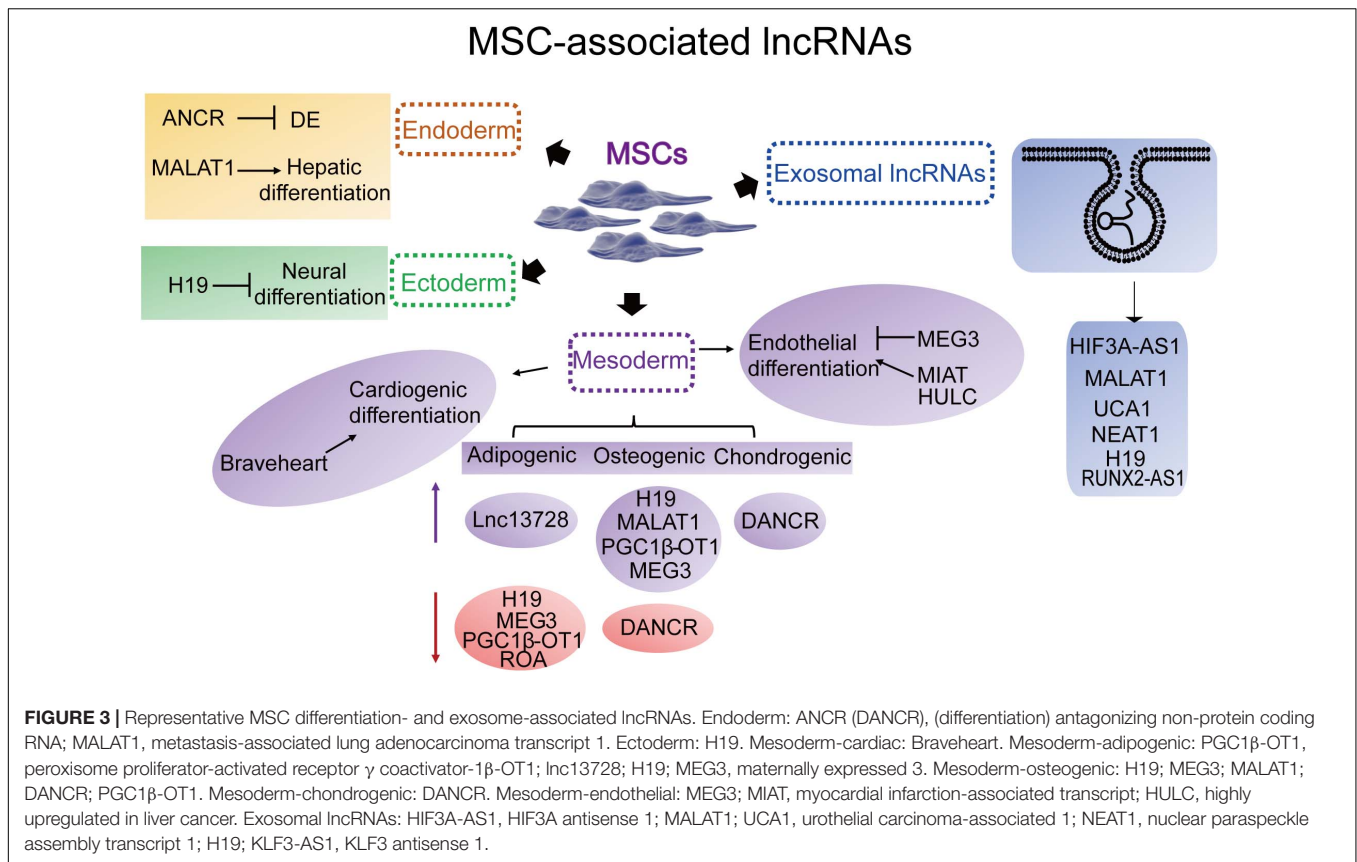 MSC-associated lncRNAs
ANCR
DE
MALAT1
Hepatic
differentiation
Endoderm
MSCs
Exosomal lncRNAs
H19
Neural
differentiation
Ectoderm
Mesoderm
Cardiogenic
differentiation
Braveheart
Endothelial
differentiation
MEG3
MIAT
HULC
HIF3A-AS1
MALAT1
UCA1
NEAT1
H19
RUNX2-AS1
Adipogenic Osteogenic Chondrogenic
Lnc13728
H19
MALAT1
PGC1β-OT1
MEG3
DANCR
H19
MEG3
PGC1β-OT1
ROA
DANCR
FIGURE 3 | Representative MSC differentiation- and exosome-associated lncRNAs. Endoderm: ANCR (DANCR), (differentiation) antagonizing non-protein coding
RNA; MALAT1, metastasis-associated lung adenocarcinoma transcript 1. Ectoderm: H19. Mesoderm-cardiac: Braveheart. Mesoderm-adipogenic: PGC1β-OT1,
peroxisome proliferator-activated receptor γ coactivator-1β-OT1; lnc13728; H19; MEG3, maternally expressed 3. Mesoderm-osteogenic: H19; MEG3; MALAT1;
DANCR; PGC1β-OT1. Mesoderm-chondrogenic: DANCR. Mesoderm-endothelial: MEG3; MIAT, myocardial infarction-associated transcript; HULC, highly
upregulated in liver cancer. Exosomal lncRNAs: HIF3A-AS1, HIF3A antisense 1; MALAT1; UCA1, urothelial carcinoma-associated 1; NEAT1, nuclear paraspeckle
assembly transcript 1; H19; KLF3-AS1, KLF3 antisense 1.